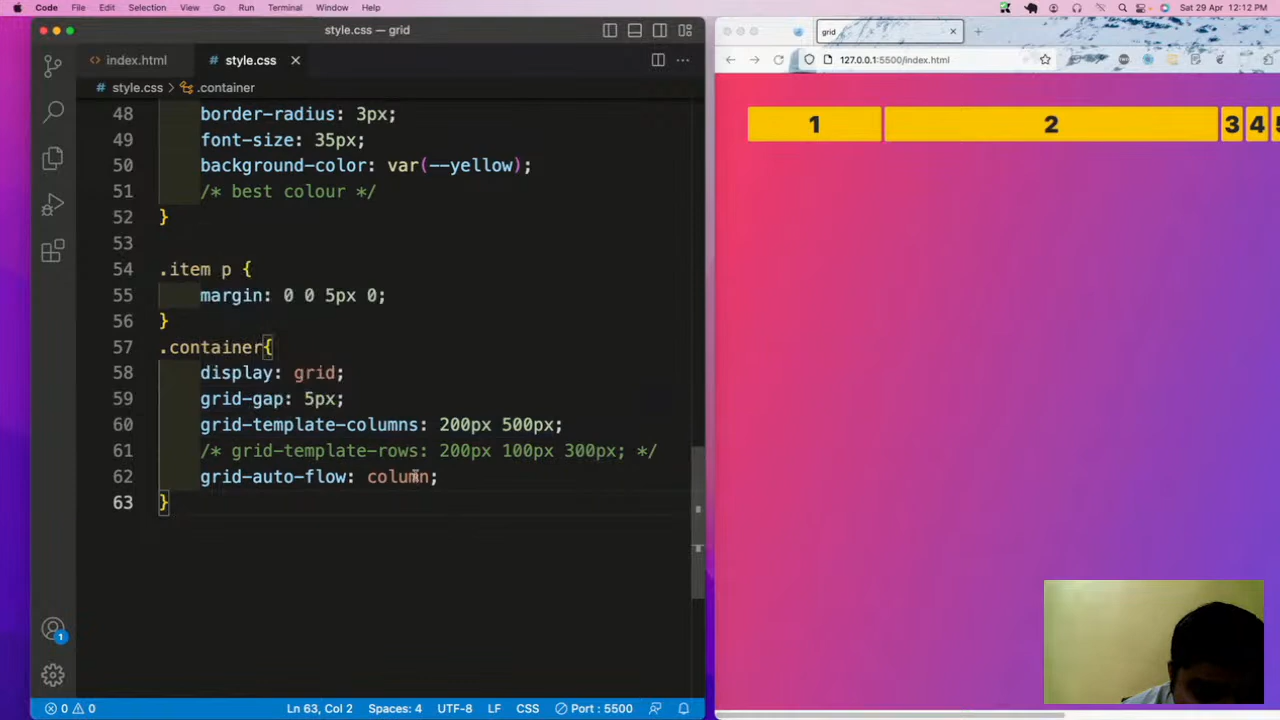 Code File Edit Selection View Go Run Terminal Window Help
Sat 29 Apr 12:12 PM
style.css — grid
grid
index.html
style.css
127.0.0.1:5500/index.html
style.css > .container
48 border-radius: 3px;
49 font-size: 35px;
50 background-color: var(--yellow);
51 /* best colour */
52 }
53
54 .item p {
55 margin: 0 0 5px 0;
56 }
57 .container{
58 display: grid;
59 grid-gap: 5px;
60 grid-template-columns: 200px 500px;
61 /* grid-template-rows: 200px 100px 300px; */
62 grid-auto-flow: column;
63 }
1 2 3 4 5
1
0 0
Ln 63, Col 2 Spaces: 4 UTF-8 LF CSS Port : 5500